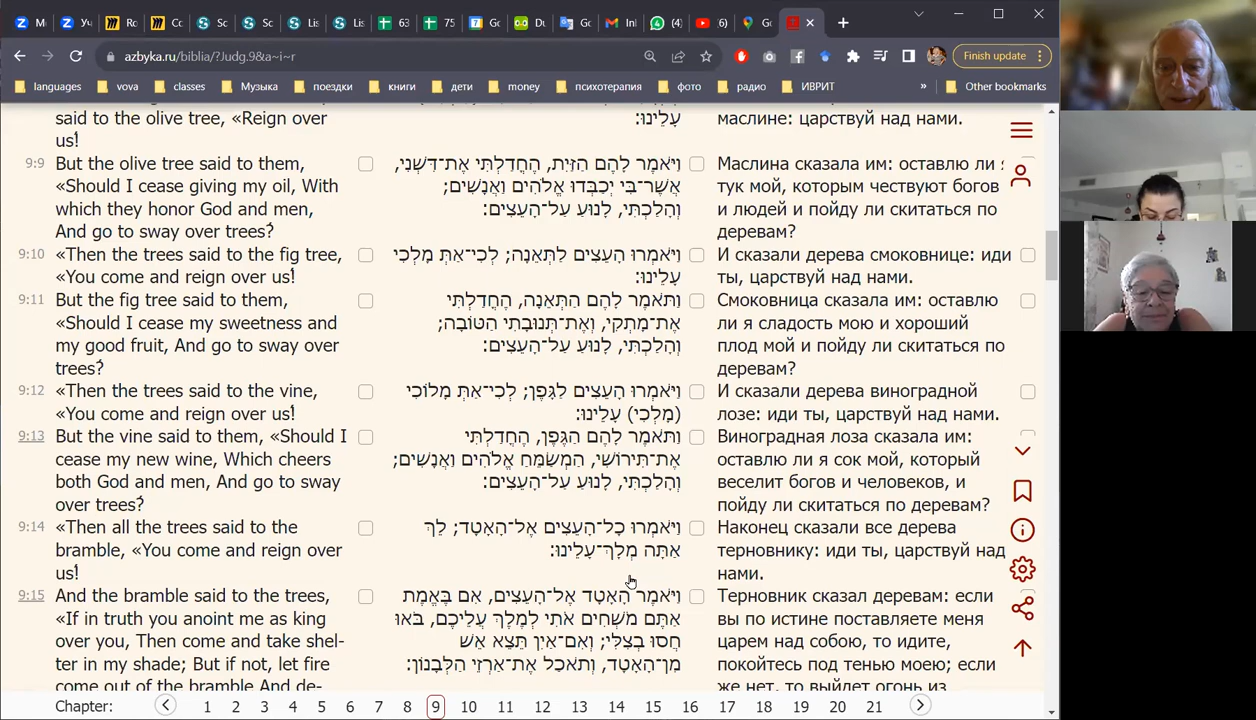 Sc
Sc
Lis
Lis
63
75
Go
Du
Go
(4)
(6)
Go
azbyka.ru/biblia/?Judg.9&a~i~r
Finish update
languages
vova
classes
Музыка
поездки
книги
дети
money
психотерапия
фото
радио
ИВРИТ
»
Other bookmarks
said to the olive tree, «Reign over
us!
9:9
But the olive tree said to them,
«Should I cease giving my oil, With
which they honor God and men,
And go to sway over trees?
9:10
«Then the trees said to the fig tree,
«You come and reign over us!
9:11
But the fig tree said to them,
«Should I cease my sweetness and
my good fruit, And go to sway over
trees?
9:12
«Then the trees said to the vine,
«You come and reign over us!
9:13
But the vine said to them, «Should I
cease my new wine, Which cheers
both God and men, And go to sway
over trees?
9:14
«Then all the trees said to the
bramble, «You come and reign over
us!
9:15
And the bramble said to the trees,
«If in truth you anoint me as king
over you, Then come and take shel-
ter in my shade; But if not, let fire
come out of the bramble And de-
עָלֵינוּ׃
וַיֹּאמֶר לָהֶם הַזַּיִת, הֶחֳדַלְתִּי אֶת־דִּשְׁנִי,
אֲשֶׁר־בִּי יְכַבְּדוּ אֱלֹהִים וַאֲנָשִׁים;
וְהָלַכְתִּי, לָנוּעַ עַל־הָעֵצִים׃
וַיֹּאמְרוּ הָעֵצִים לַתְּאֵנָה; לְכִי־אַתְּ מָלְכִי
עָלֵינוּ׃
וַתֹּאמֶר לָהֶם הַתְּאֵנָה, הֶחֳדַלְתִּי
אֶת־מָתְקִי, וְאֶת־תְּנוּבָתִי הַטּוֹבָה;
וְהָלַכְתִּי, לָנוּעַ עַל־הָעֵצִים׃
וַיֹּאמְרוּ הָעֵצִים לַגָּפֶן; לְכִי־אַתְּ מָלוֹכִי
(מָלְכִי) עָלֵינוּ׃
וַתֹּאמֶר לָהֶם הַגֶּפֶן, הֶחֳדַלְתִּי
אֶת־תִּירוֹשִׁי, הַמְשַׂמֵּחַ אֱלֹהִים וַאֲנָשִׁים;
וְהָלַכְתִּי, לָנוּעַ עַל־הָעֵצִים׃
וַיֹּאמְרוּ כָל־הָעֵצִים אֶל־הָאָטָד; לֵךְ
אַתָּה מְלָךְ־עָלֵינוּ׃
וַיֹּאמֶר הָאָטָד אֶל־הָעֵצִים, אִם בֶּאֱמֶת
אַתֶּם מֹשְׁחִים אֹתִי לְמֶלֶךְ עֲלֵיכֶם, בֹּאוּ
חֲסוּ בְצִלִּי; וְאִם־אַיִן תֵּצֵא אֵשׁ
מִן־הָאָטָד, וְתֹאכַל אֶת־אַרְזֵי הַלְּבָנוֹן׃
маслине: царствуй над нами.
Маслина сказала им: оставлю ли я
тук мой, которым чествуют богов
и людей и пойду ли скитаться по
деревам?
И сказали дерева смоковнице: иди
ты, царствуй над нами.
Смоковница сказала им: оставлю
ли я сладость мою и хороший
плод мой и пойду ли скитаться по
деревам?
И сказали дерева виноградной
лозе: иди ты, царствуй над нами.
Виноградная лоза сказала им:
оставлю ли я сок мой, который
веселит богов и человеков, и
пойду ли скитаться по деревам?
Наконец сказали все дерева
терновнику: иди ты, царствуй над
нами.
Терновник сказал деревам: если
вы по истине поставляете меня
царем над собою, то идите,
покойтесь под тенью моею; если
же нет, то выйдет огонь из
Chapter:
1 2 3 4 5 6 7 8 9 10 11 12 13 14 15 16 17 18 19 20 21